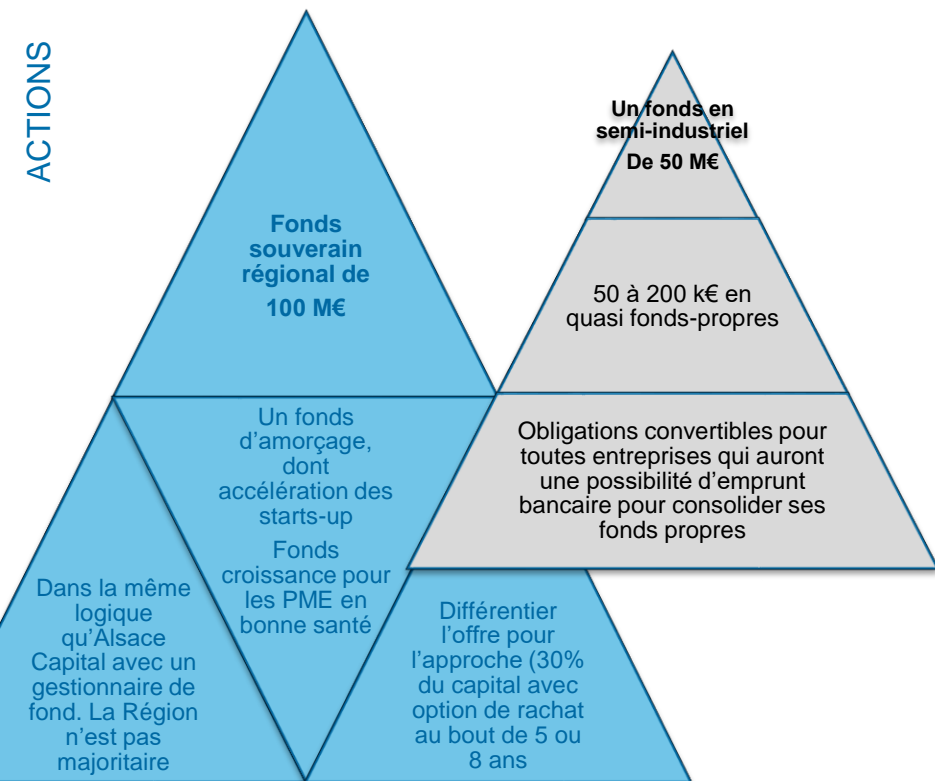 ACTIONS
Fonds
souverain
régional de
100 M€
Un fonds
d’amorçage,
dont
accélération des
starts-up
Fonds
croissance pour
les PME en
bonne santé
Dans la même
logique
qu’Alsace
Capital avec un
gestionnaire de
fond. La Région
n’est pas
majoritaire
Différentier
l’offre pour
l’approche (30%
du capital avec
option de rachat
au bout de 5 ou
8 ans
Un fonds en
semi-industriel
De 50 M€
50 à 200 k€ en
quasi fonds-propres
Obligations convertibles pour
toutes entreprises qui auront
une possibilité d’emprunt
bancaire pour consolider ses
fonds propres